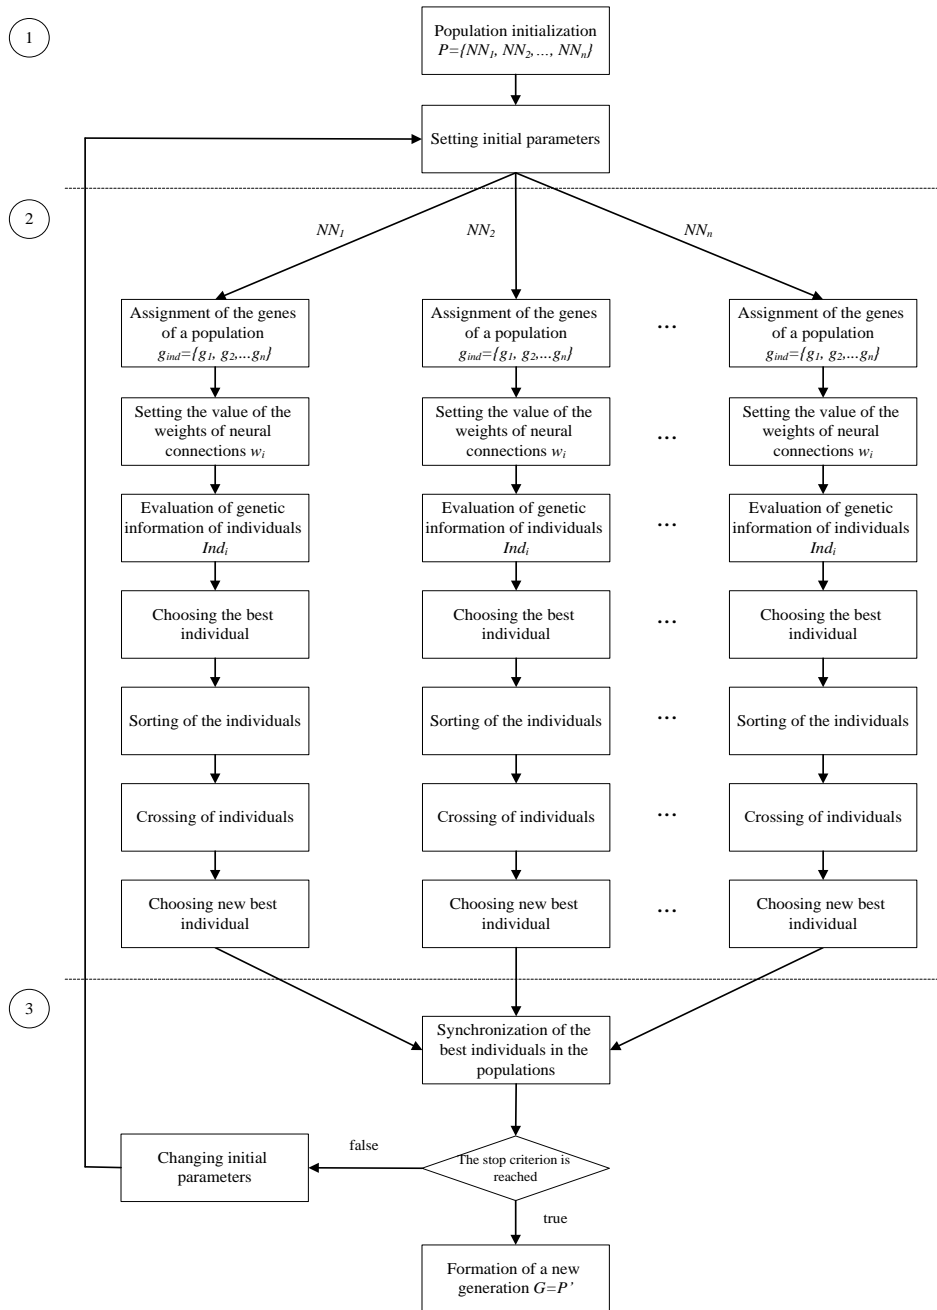 1
Population initialization
P={NN1, NN2,..., NNn}
Setting initial parameters
2
NN1
NN2
NNn
Assignment of the genes
of a population
gind={g1, g2,...gn}
Assignment of the genes
of a population
gind={g1, g2,...gn}
...
Assignment of the genes
of a population
gind={g1, g2,...gn}
Setting the value of the
weights of neural
connections wi
Setting the value of the
weights of neural
connections wi
...
Setting the value of the
weights of neural
connections wi
Evaluation of genetic
information of individuals
Indi
Evaluation of genetic
information of individuals
Indi
...
Evaluation of genetic
information of individuals
Indi
Choosing the best
individual
Choosing the best
individual
...
Choosing the best
individual
Sorting of the individuals
Sorting of the individuals
...
Sorting of the individuals
Crossing of individuals
Crossing of individuals
...
Crossing of individuals
Choosing new best
individual
Choosing new best
individual
...
Choosing new best
individual
3
Synchronization of the
best individuals in the
populations
Changing initial
parameters
false
The stop criterion is
reached
true
Formation of a new
generation G=P’